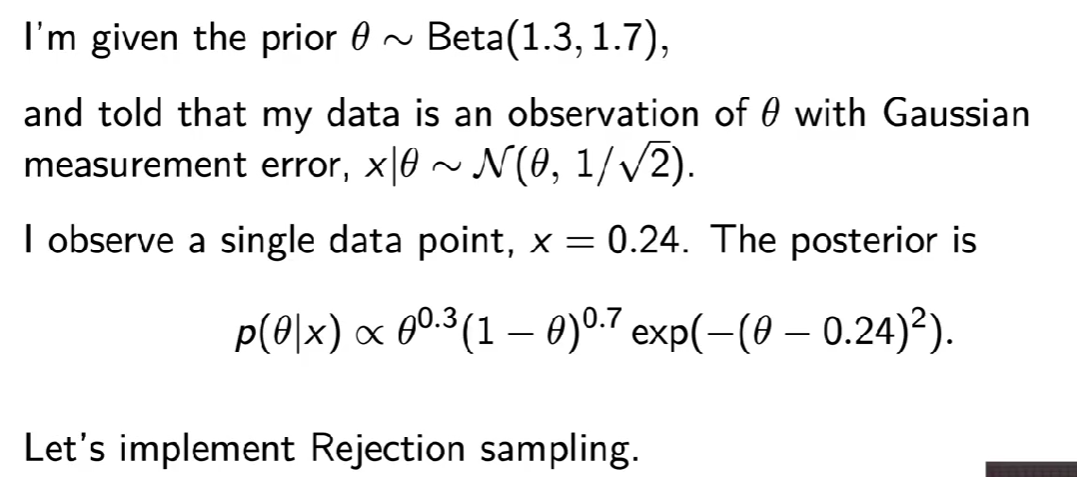 I'm given the prior θ ∼ Beta(1.3, 1.7),
and told that my data is an observation of θ with Gaussian
measurement error, x|θ ∼ N(θ, 1/√2).
I observe a single data point, x = 0.24. The posterior is
p(θ|x) ∝ θ^0.3(1 − θ)^0.7 exp(−(θ − 0.24)^2).
Let's implement Rejection sampling.